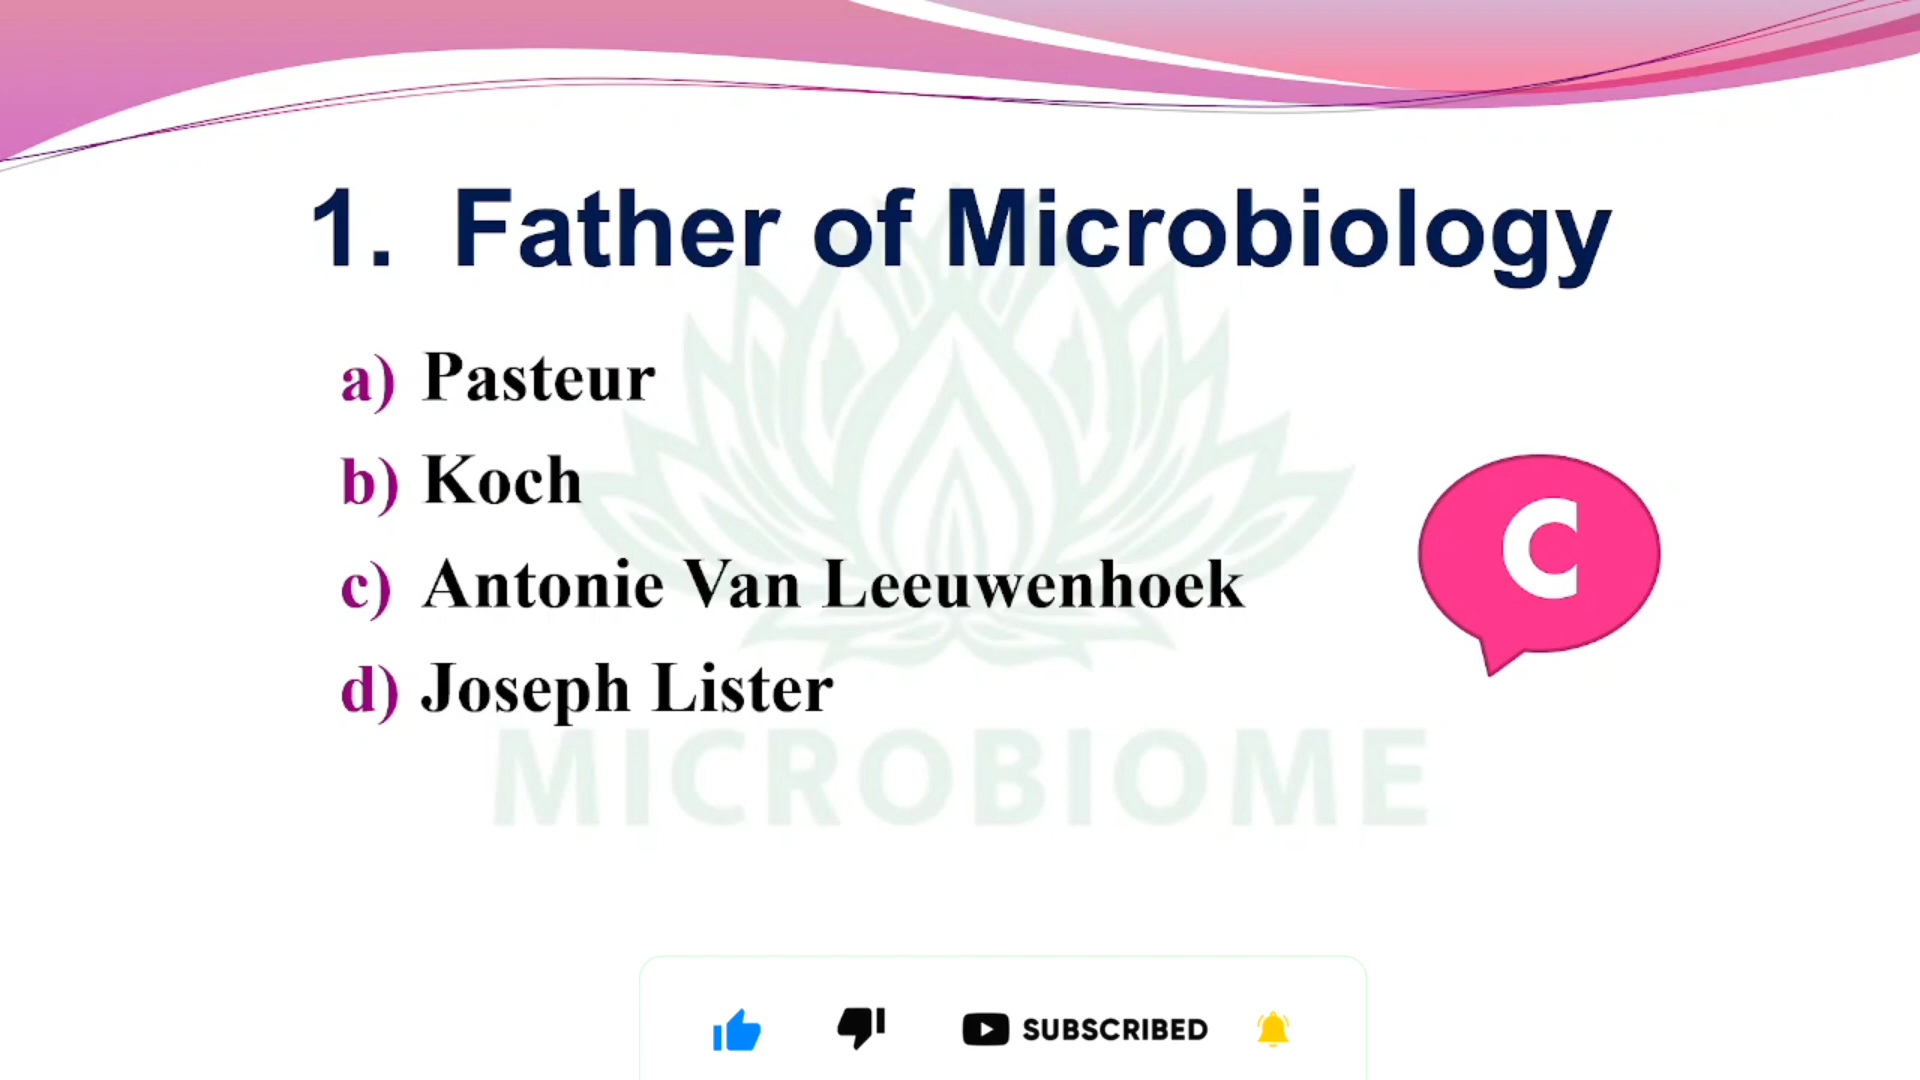 1. Father of Microbiology
a) Pasteur
b) Koch
c) Antonie Van Leeuwenhoek
C
d) Joseph Lister
MICROBIOME
SUBSCRIBED